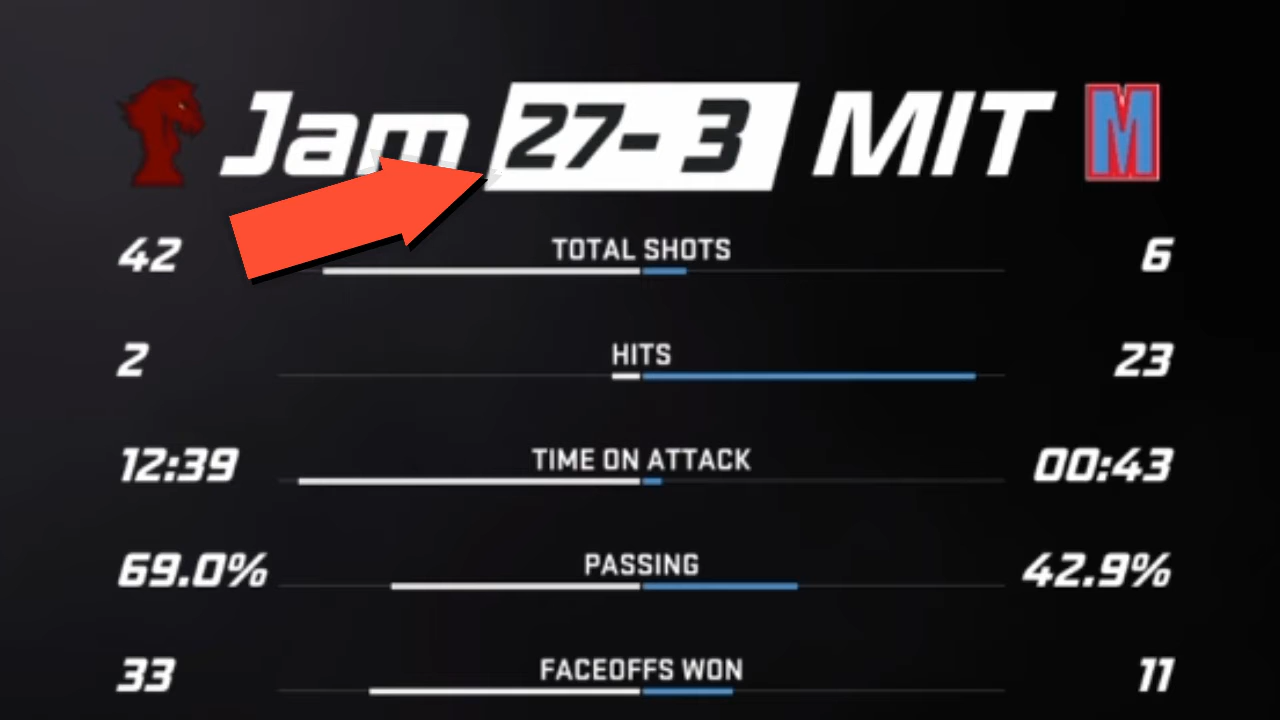 Jam 27- 3 MIT M
42 TOTAL SHOTS 6
2 HITS 23
12:39 TIME ON ATTACK 00:43
69.0% PASSING 42.9%
33 FACEOFFS WON 11